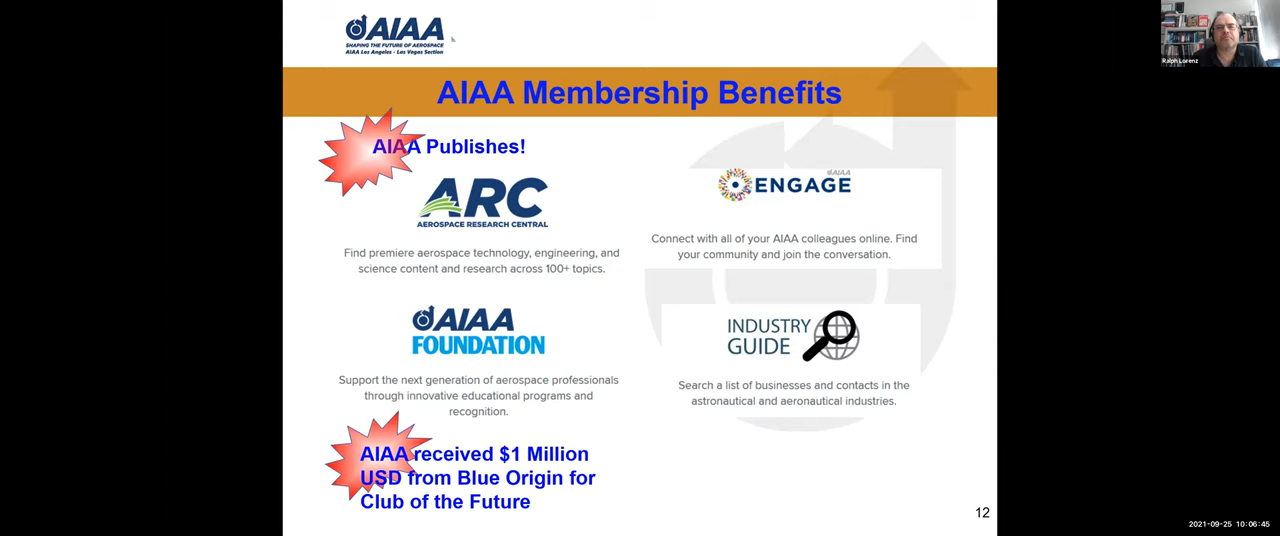 AIAA
SHAPING THE FUTURE OF AEROSPACE
AIAA Los Angeles - Las Vegas Section
Ralph Lorenz
AIAA Membership Benefits
AIAA Publishes!
ARC
AEROSPACE RESEARCH CENTRAL
Find premiere aerospace technology, engineering, and
science content and research across 100+ topics.
AIAA
ENGAGE
Connect with all of your AIAA colleagues online. Find
your community and join the conversation.
AIAA
FOUNDATION
Support the next generation of aerospace professionals
through innovative educational programs and
recognition.
INDUSTRY
GUIDE
Search a list of businesses and contacts in the
astronautical and aeronautical industries.
AIAA received $1 Million
USD from Blue Origin for
Club of the Future
12
2021-09-25 10:06:45